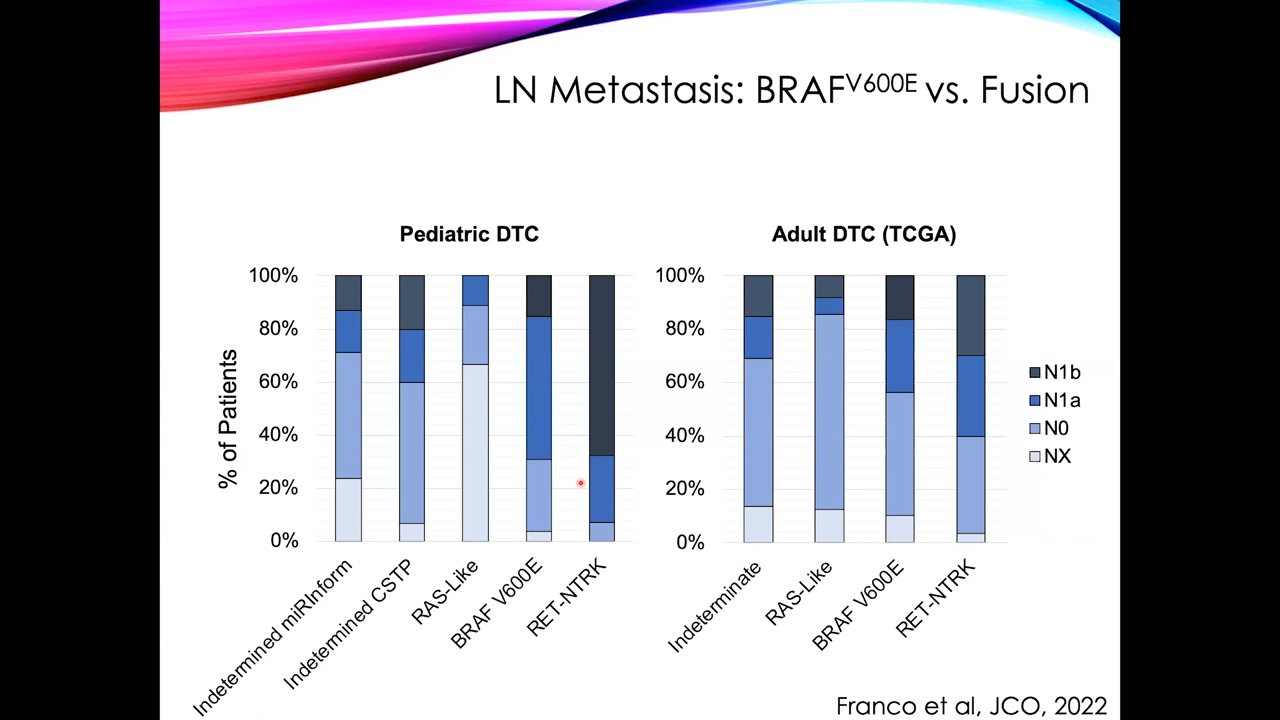 LN Metastasis: BRAFV600E vs. Fusion
Pediatric DTC
100%
80%
60%
40%
20%
0%
% of Patients
Indetermined miRInform
Indetermined CSTP
RAS-Like
BRAF V600E
RET-NTRK
Adult DTC (TCGA)
100%
80%
60%
40%
20%
0%
Indeterminate
RAS-Like
BRAF V600E
RET-NTRK
N1b
N1a
N0
NX
Franco et al, JCO, 2022